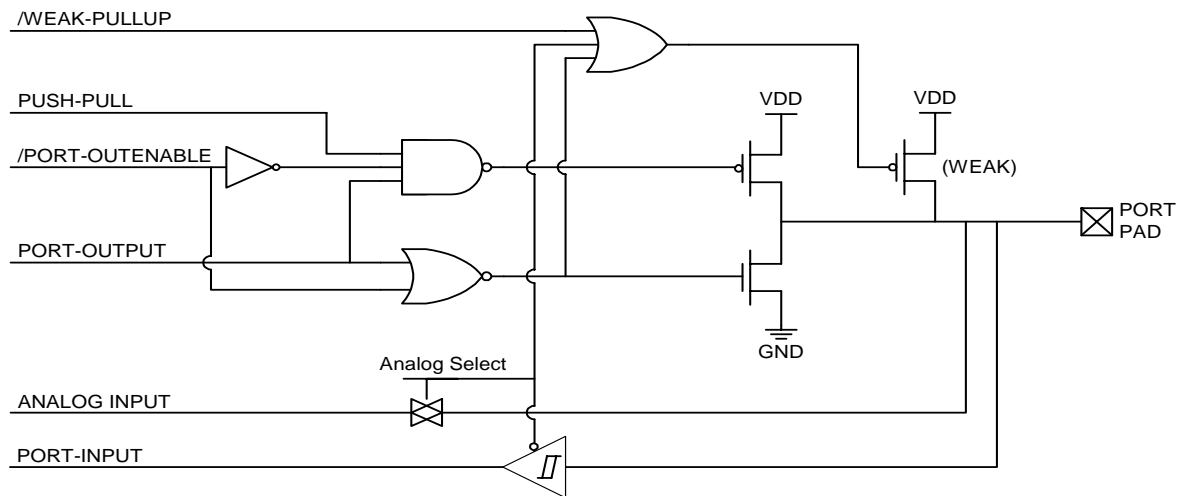 /WEAK-PULLUP
PUSH-PULL
VDD
VDD
/PORT-OUTENABLE
(WEAK)
PORT
PAD
PORT-OUTPUT
GND
Analog Select
ANALOG INPUT
PORT-INPUT